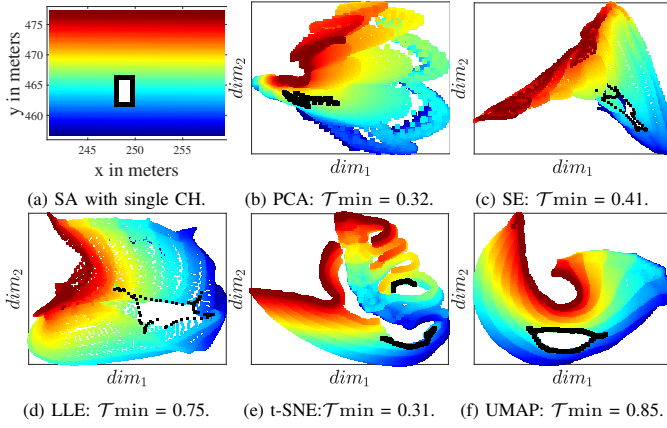 y in meters
475
470
465
460
245
250
255
x in meters
dim₂
dim₁
dim₂
dim₁
(a) SA with single CH.
(b) PCA: 𝒯min = 0.32.
(c) SE: 𝒯min = 0.41.
dim₂
dim₁
dim₂
dim₁
dim₂
dim₁
(d) LLE: 𝒯min = 0.75.
(e) t-SNE:𝒯min = 0.31.
(f) UMAP: 𝒯min = 0.85.